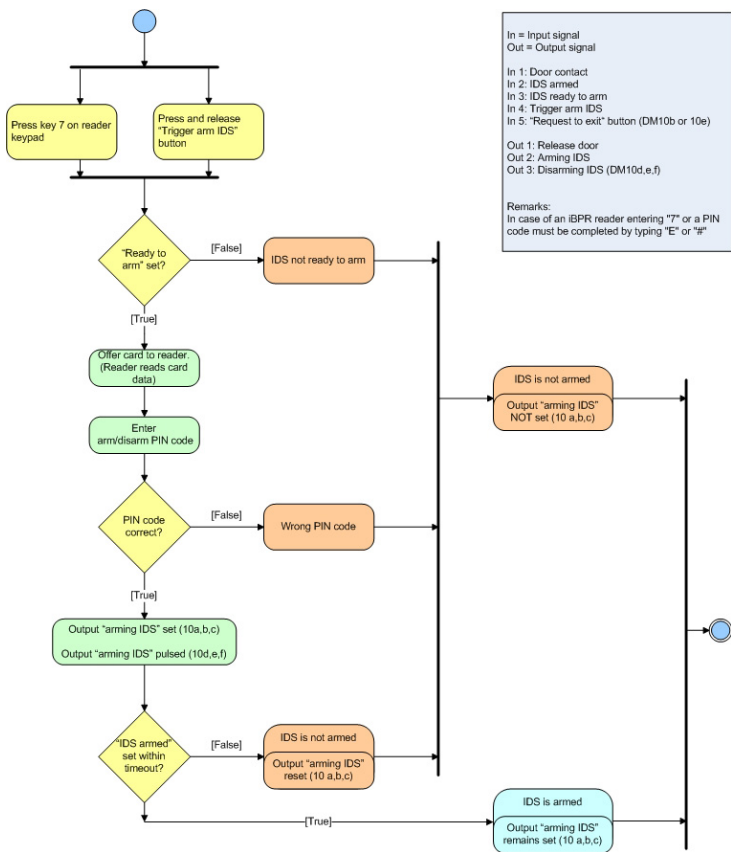 In = Input signal
Out = Output signal
In 1: Door contact
In 2: IDS armed
In 3: IDS ready to arm
In 4: Trigger arm IDS
In 5: "Request to exit" button (DM10b or 10e)
Out 1: Release door
Out 2: Arming IDS
Out 3: Disarming IDS (DM10d,e,f)
Remarks:
In case of an iBPR reader entering "7" or a PIN
code must be completed by typing "E" or "#"
Press key 7 on reader
keypad
Press and release
"Trigger arm IDS"
button
"Ready to
arm" set?
[False]
IDS not ready to arm
[True]
Offer card to reader.
(Reader reads card
data)
Enter
arm/disarm PIN code
IDS is not armed
Output "arming IDS"
NOT set (10 a,b,c)
PIN code
correct?
[False]
Wrong PIN code
[True]
Output "arming IDS" set (10a,b,c)
Output "arming IDS" pulsed (10d,e,f)
"IDS armed"
set within
timeout?
[False]
IDS is not armed
Output "arming IDS"
reset (10 a,b,c)
[True]
IDS is armed
Output "arming IDS"
remains set (10 a,b,c)